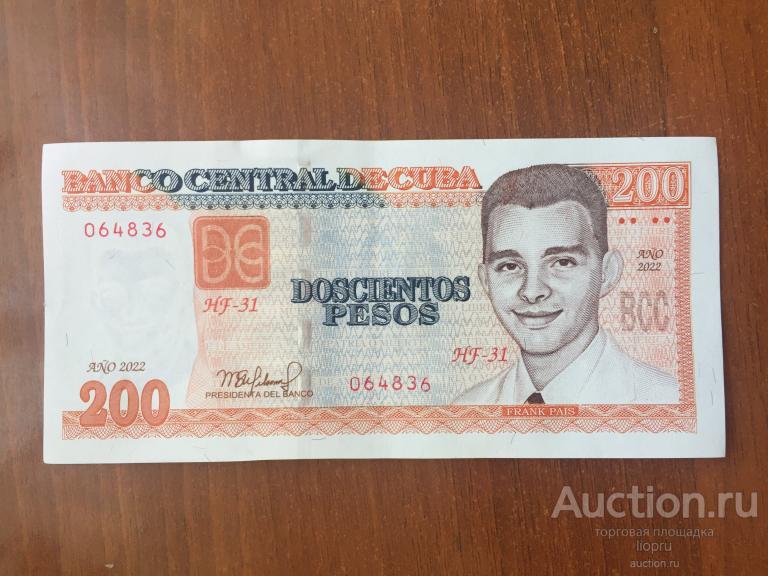 BANCO CENTRAL DE CUBA
200
064836
AÑO
2022
HF-31
DOSCIENTOS
PESOS
BCC
HF-31
AÑO 2022
064836
200
PRESIDENTA DEL BANCO
FRANK PAIS
Auction.ru
торговая площадка
liopru
auction.ru